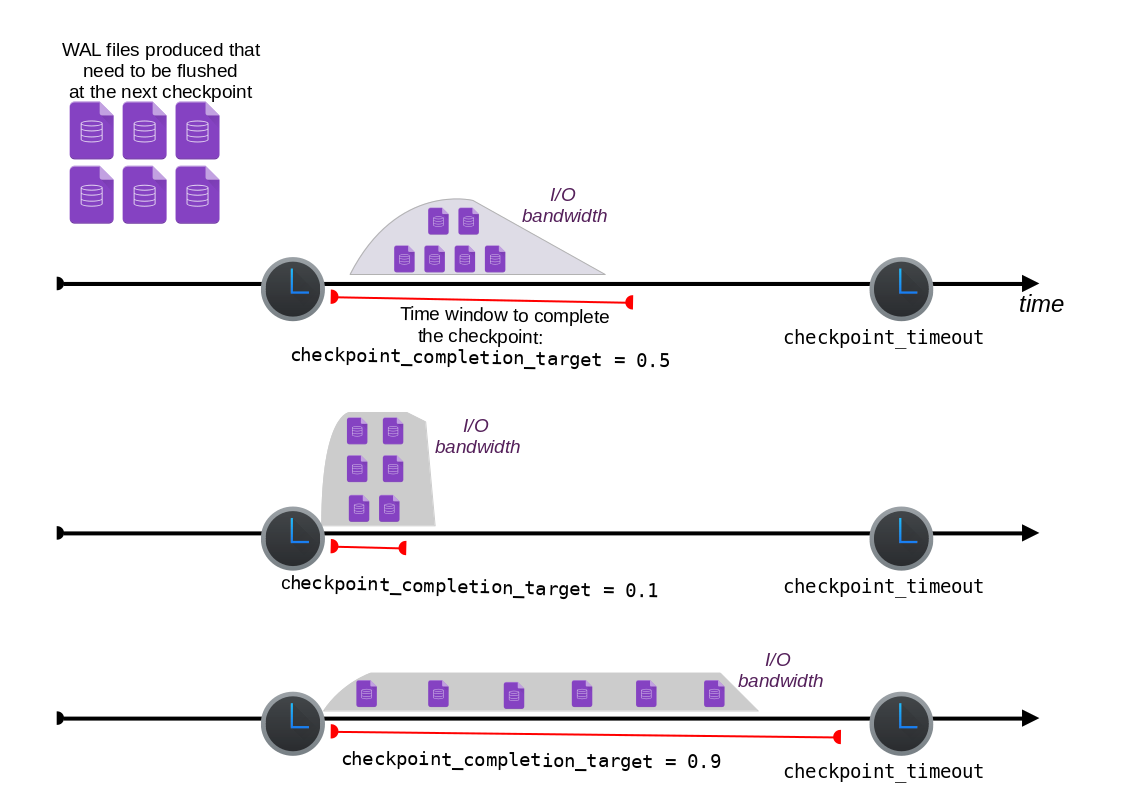 WAL files produced that
need to be flushed
at the next checkpoint
I/O
bandwidth
time
Time window to complete
the checkpoint:
checkpoint_completion_target = 0.5
checkpoint_timeout
I/O
bandwidth
checkpoint_completion_target = 0.1
checkpoint_timeout
I/O
bandwidth
checkpoint_completion_target = 0.9
checkpoint_timeout